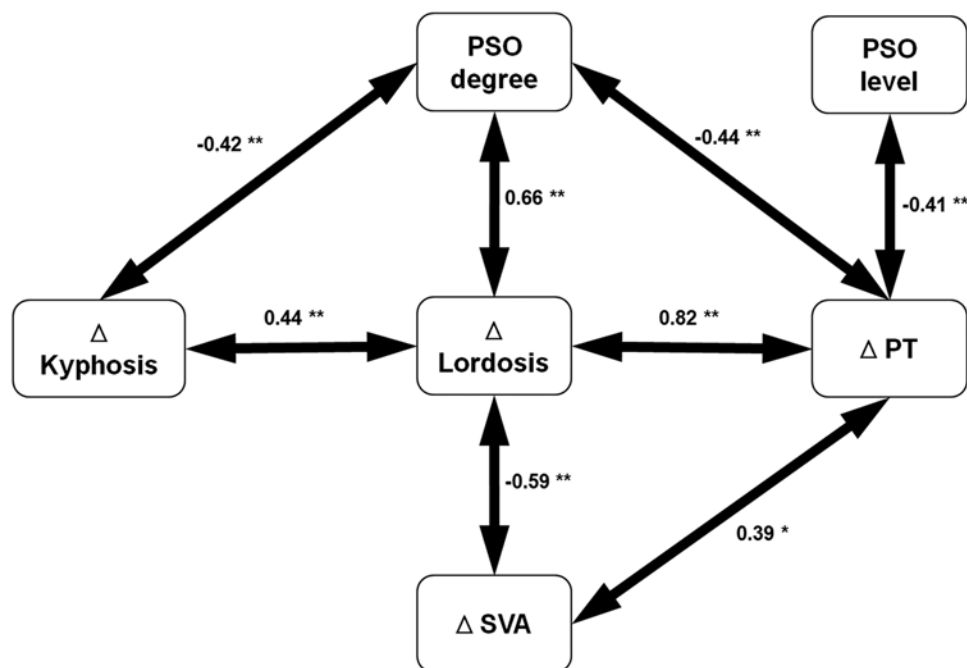 PSO
degree
PSO
level
-0.42 **
-0.44 **
0.66 **
-0.41 **
Δ
Kyphosis
0.44 **
Δ
Lordosis
0.82 **
Δ PT
-0.59 **
0.39 *
Δ SVA